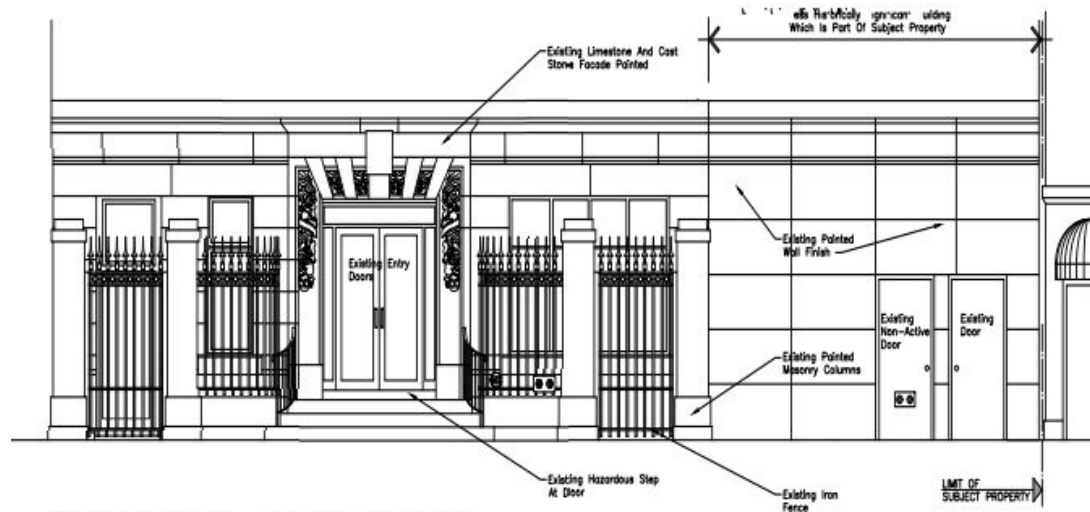 Which Is Part Of Subject Property
Existing Limestone And Cast
Stone Facade Painted
Existing Painted
Wall Finish
Existing Entry
Doors
Existing
Non-Active
Door
Existing
Door
Existing Painted
Masonry Columns
Existing Hazardous Step
At Door
Existing Iron
Fence
LIMIT OF
SUBJECT PROPERTY